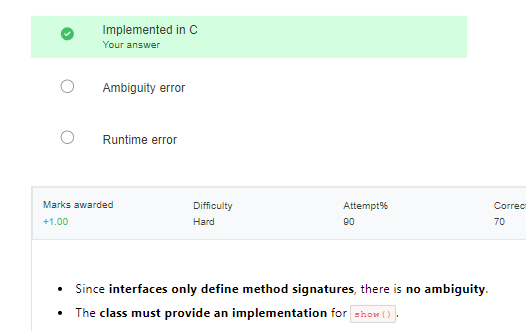 Implemented in C
Your answer
Ambiguity error
Runtime error
Marks awarded Difficulty Attempt% Correc
+1.00 Hard 90 70
• Since interfaces only define method signatures, there is no ambiguity.
• The class must provide an implementation for show().